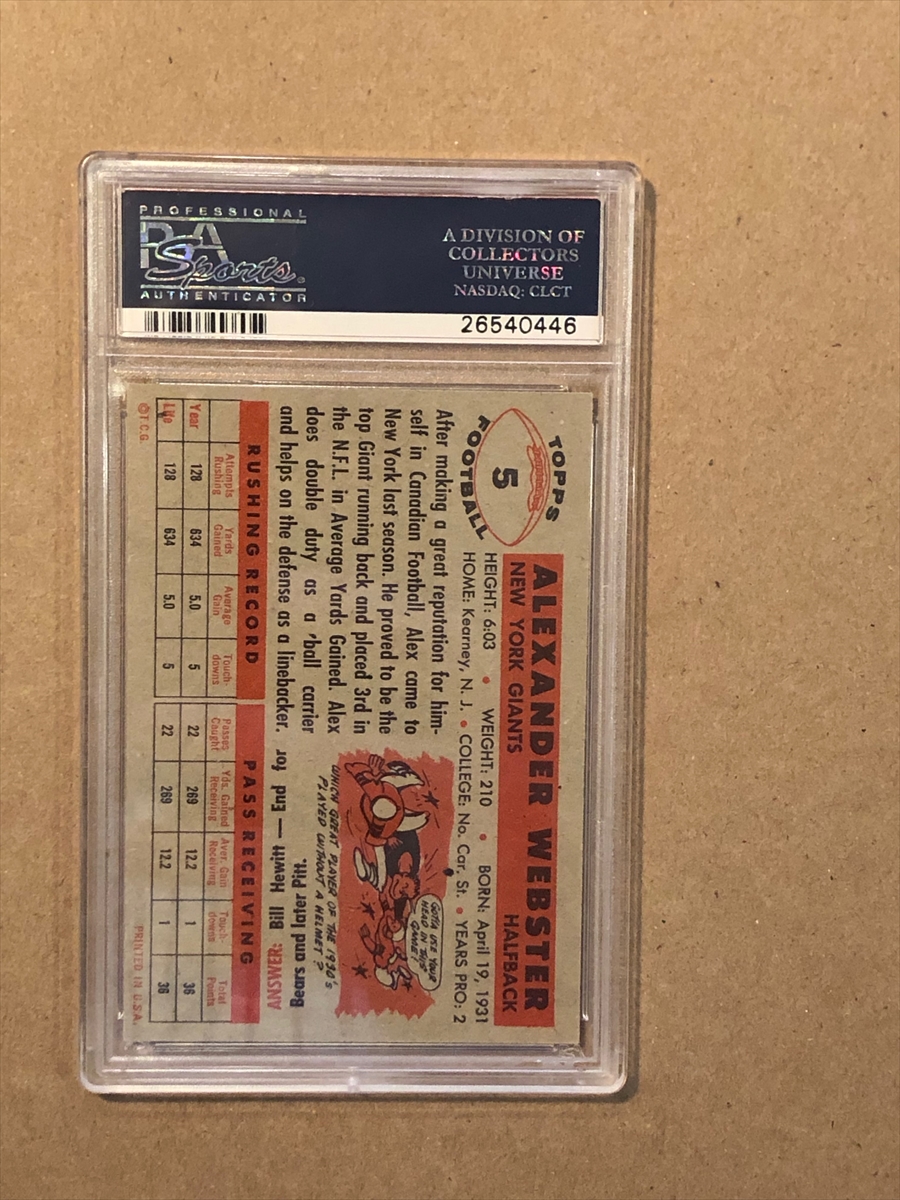 PROFESSIONAL
PSA
Sports.
AUTHENTICATOR
A DIVISION OF
COLLECTORS
UNIVERSE
NASDAQ: CLCT
26540446
TOPPS
5
FOOTBALL
ALEXANDER WEBSTER
NEW YORK GIANTS HALFBACK
HEIGHT: 6:03 • WEIGHT: 210 • BORN: April 19, 1931
HOME: Kearney, N. J. • COLLEGE: No. Car. St. • YEARS PRO: 2
After making a great reputation for him-
self in Canadian Football, Alex came to
New York last season. He proved to be the
top Giant running back and placed 3rd in
the N.F.L. in Average Yards Gained. Alex
does double duty as a ball carrier
and helps on the defense as a linebacker.
GOTTA USE YOUR
HEAD IN THIS
GAME!
WHICH GREAT PLAYER OF THE 1930's
PLAYED WITHOUT A HELMET?
ANSWER: Bill Hewitt — End for
Bears and later Pitt.
RUSHING RECORD PASS RECEIVING
Attempts Rushing Yards Gained Average Gain Touch-downs Passes Caught Yds. Gained Receiving Aver. Gain Receiving Touch-downs Total Points
Year 128 634 5.0 5 22 269 12.2 1 36
Life 128 634 5.0 5 22 269 12.2 1 36
©T.C.G. PRINTED IN U.S.A.